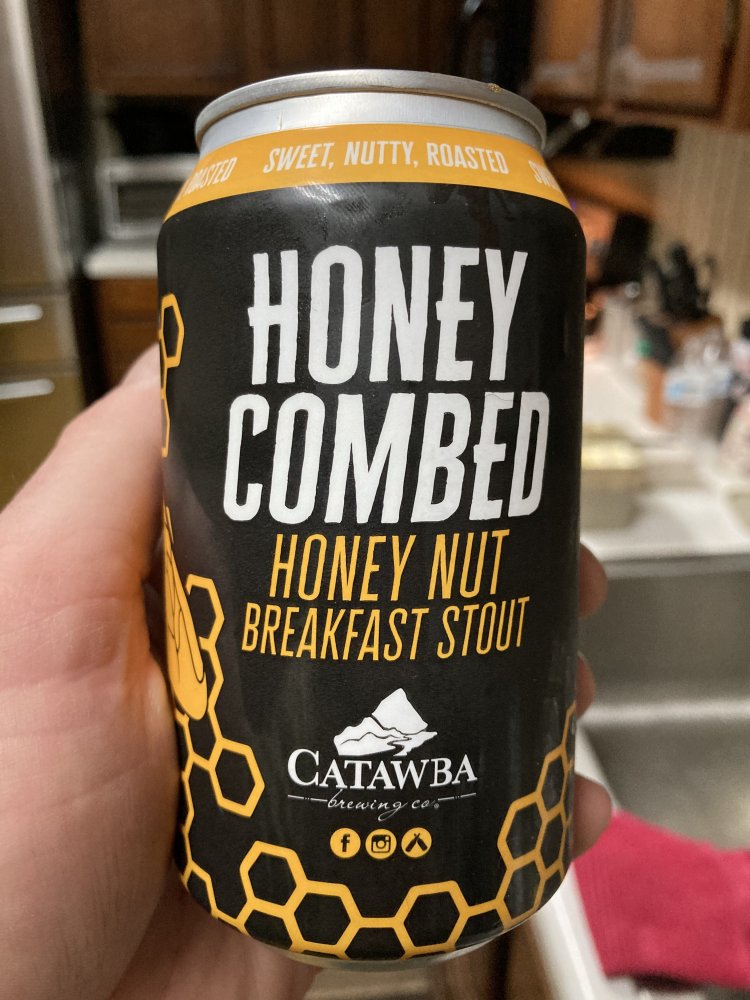 ROASTED SWEET, NUTTY, ROASTED
HONEY
COMBED
HONEY NUT
BREAKFAST STOUT
CATAWBA
brewing co.
f